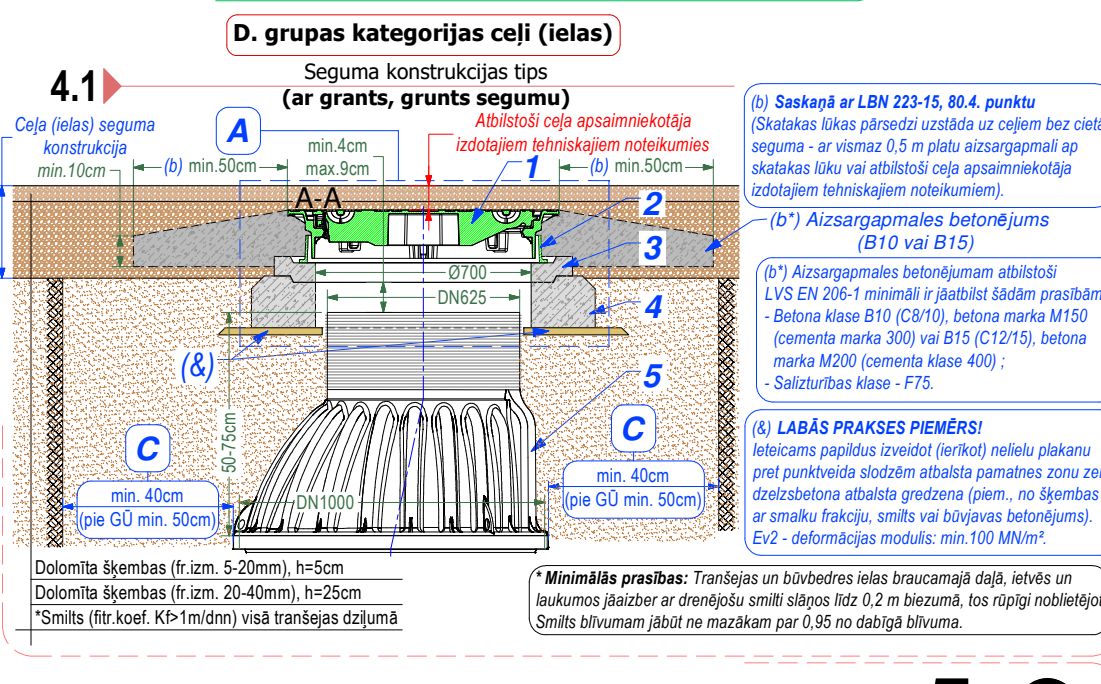 D. grupas kategorijas ceļi (ielas)
4.1
Seguma konstrukcijas tips
(ar grants, grunts segumu)
Ceļa (ielas) seguma
konstrukcija
min.10cm
A
(b) min.50cm
min.4cm
max.9cm
Atbilstoši ceļa apsaimniekotāja
izdotajiem tehniskajiem noteikumies
(b) min.50cm
A-A
1
2
3
4
5
Ø700
DN625
(&)
50-75cm
DN1000
C
min. 40cm
(pie GŪ min. 50cm)
C
min. 40cm
(pie GŪ min. 50cm)
(b) Saskaņā ar LBN 223-15, 80.4. punktu
(Skatakas lūkas pārsedzi uzstāda uz ceļiem bez cietā
seguma - ar vismaz 0,5 m platu aizsargapmali ap
skatakas lūku vai atbilstoši ceļa apsaimniekotāja
izdotajiem tehniskajiem noteikumiem).
(b*) Aizsargapmales betonējums
(B10 vai B15)
(b*) Aizsargapmales betonējumam atbilstoši
LVS EN 206-1 minimāli ir jāatbilst šādām prasībām
- Betona klase B10 (C8/10), betona marka M150
(cementa marka 300) vai B15 (C12/15), betona
marka M200 (cementa klase 400) ;
- Salizturības klase - F75.
(&) LABĀS PRAKSES PIEMĒRS!
Ieteicams papildus izveidot (ierīkot) nelielu plakanu
pret punktveida slodzēm atbalsta pamatnes zonu
dzelzsbetona atbalsta gredzena (piem., no šķembas
ar smalku frakciju, smilts vai būvjavas betonējums).
Ev2 - deformācijas modulis: min.100 MN/m².
Dolomīta šķembas (fr.izm. 5-20mm), h=5cm
Dolomīta šķembas (fr.izm. 20-40mm), h=25cm
*Smilts (fitr.koef. Kf>1m/dnn) visā tranšejas dziļumā
* Minimālās prasības: Tranšejas un būvbedres ielas braucamajā daļā, ietvēs un
laukumos jāaizber ar drenējošu smilti slāņos līdz 0,2 m biezumā, tos rūpīgi noblietējot
Smilts blīvumam jābūt ne mazākam par 0,95 no dabīgā blīvuma.